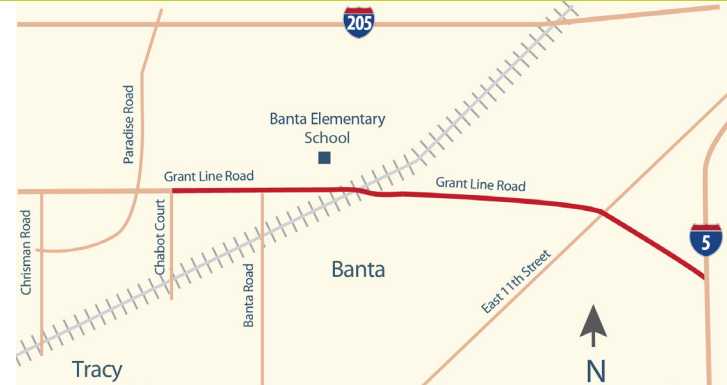 205
Paradise Road
Banta Elementary
School
Grant Line Road
Grant Line Road
Chrisman Road
Chabot Court
Banta Road
Banta
East 11th Street
5
Tracy
N